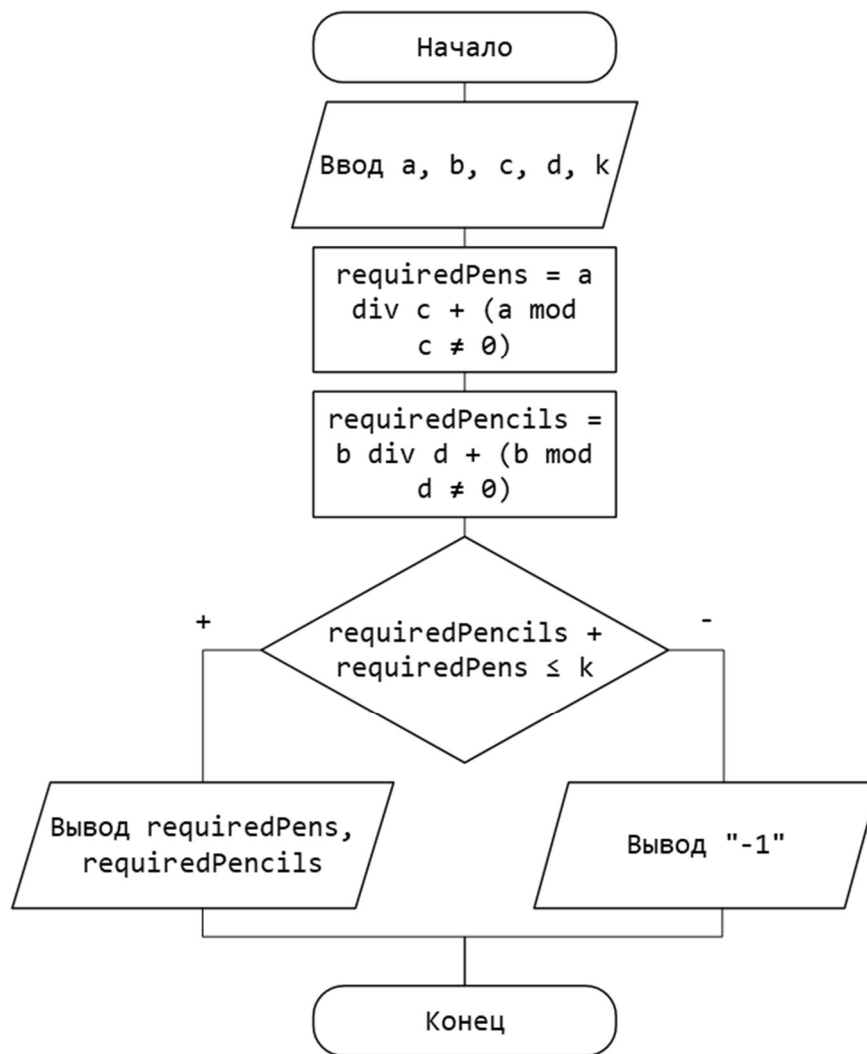 Начало
Ввод a, b, c, d, k
requiredPens = a
div c + (a mod
c ≠ 0)
requiredPencils =
b div d + (b mod
d ≠ 0)
+
-
requiredPencils +
requiredPens ≤ k
Вывод requiredPens,
requiredPencils
Вывод "-1"
Конец